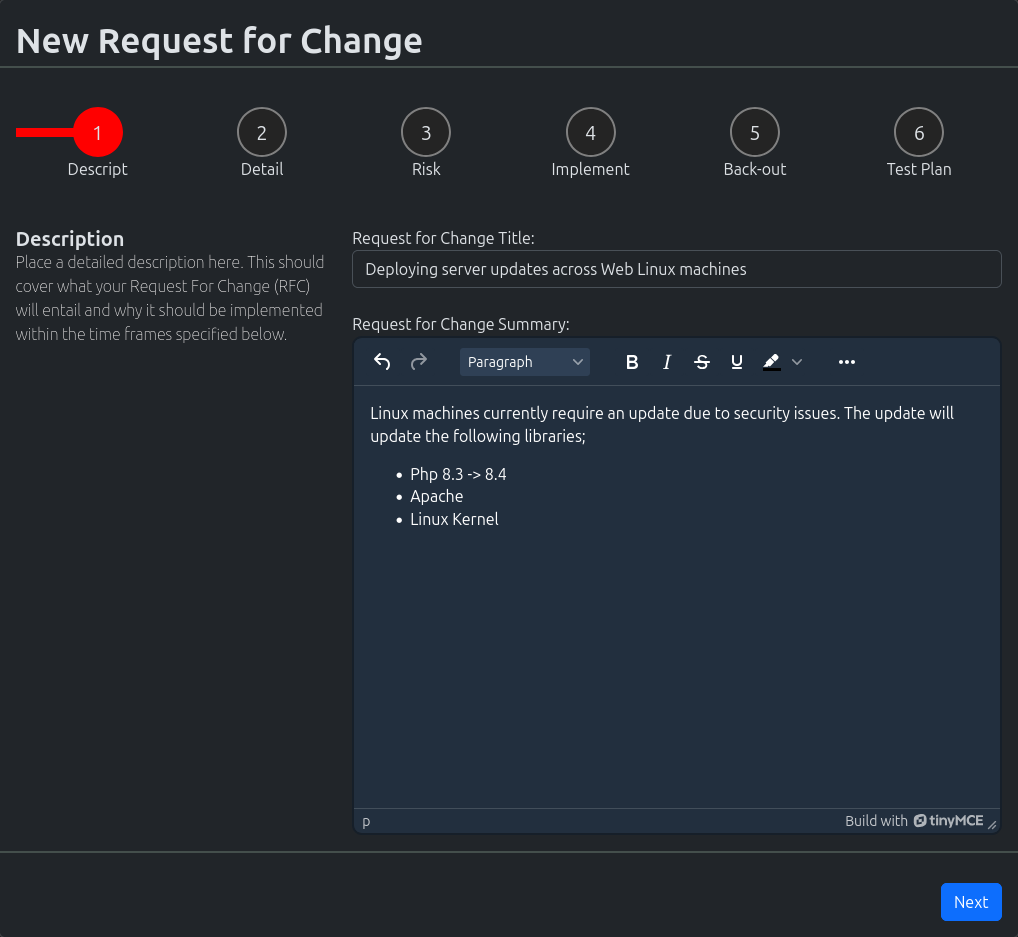 New Request for Change
1
2
3
4
5
6
Descript
Detail
Risk
Implement
Back-out
Test Plan
Description
Place a detailed description here. This should
cover what your Request For Change (RFC)
will entail and why it should be implemented
within the time frames specified below.
Request for Change Title:
Deploying server updates across Web Linux machines
Request for Change Summary:
Paragraph B I S U
Linux machines currently require an update due to security issues. The update will
update the following libraries;
• Php 8.3 -> 8.4
• Apache
• Linux Kernel
p
Build with tinyMCE
Next